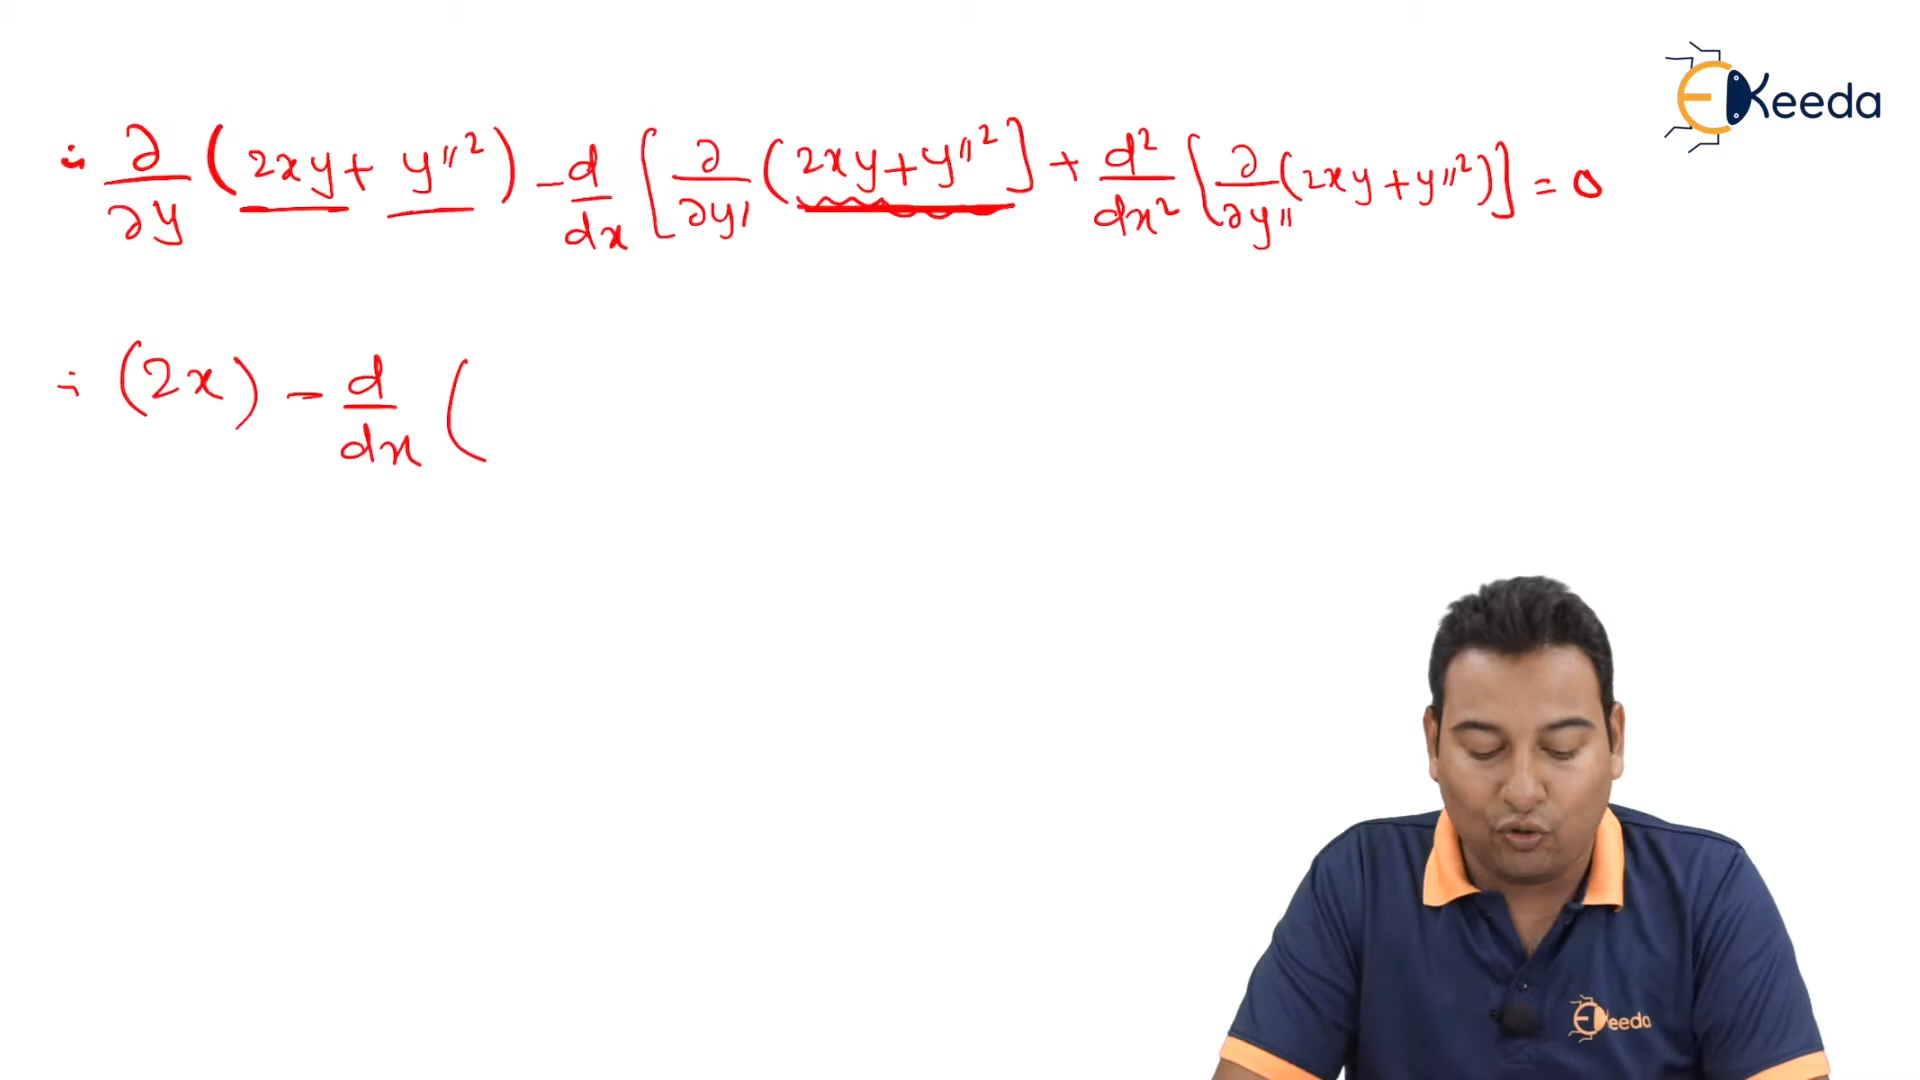 EKeeda
∴ ∂/∂y (2xy + y''²) - d/dx [∂/∂y' (2xy + y''²] + d²/dx² [∂/∂y'' (2xy + y''²)] = 0
∴ (2x) - d/dx (
EKeeda